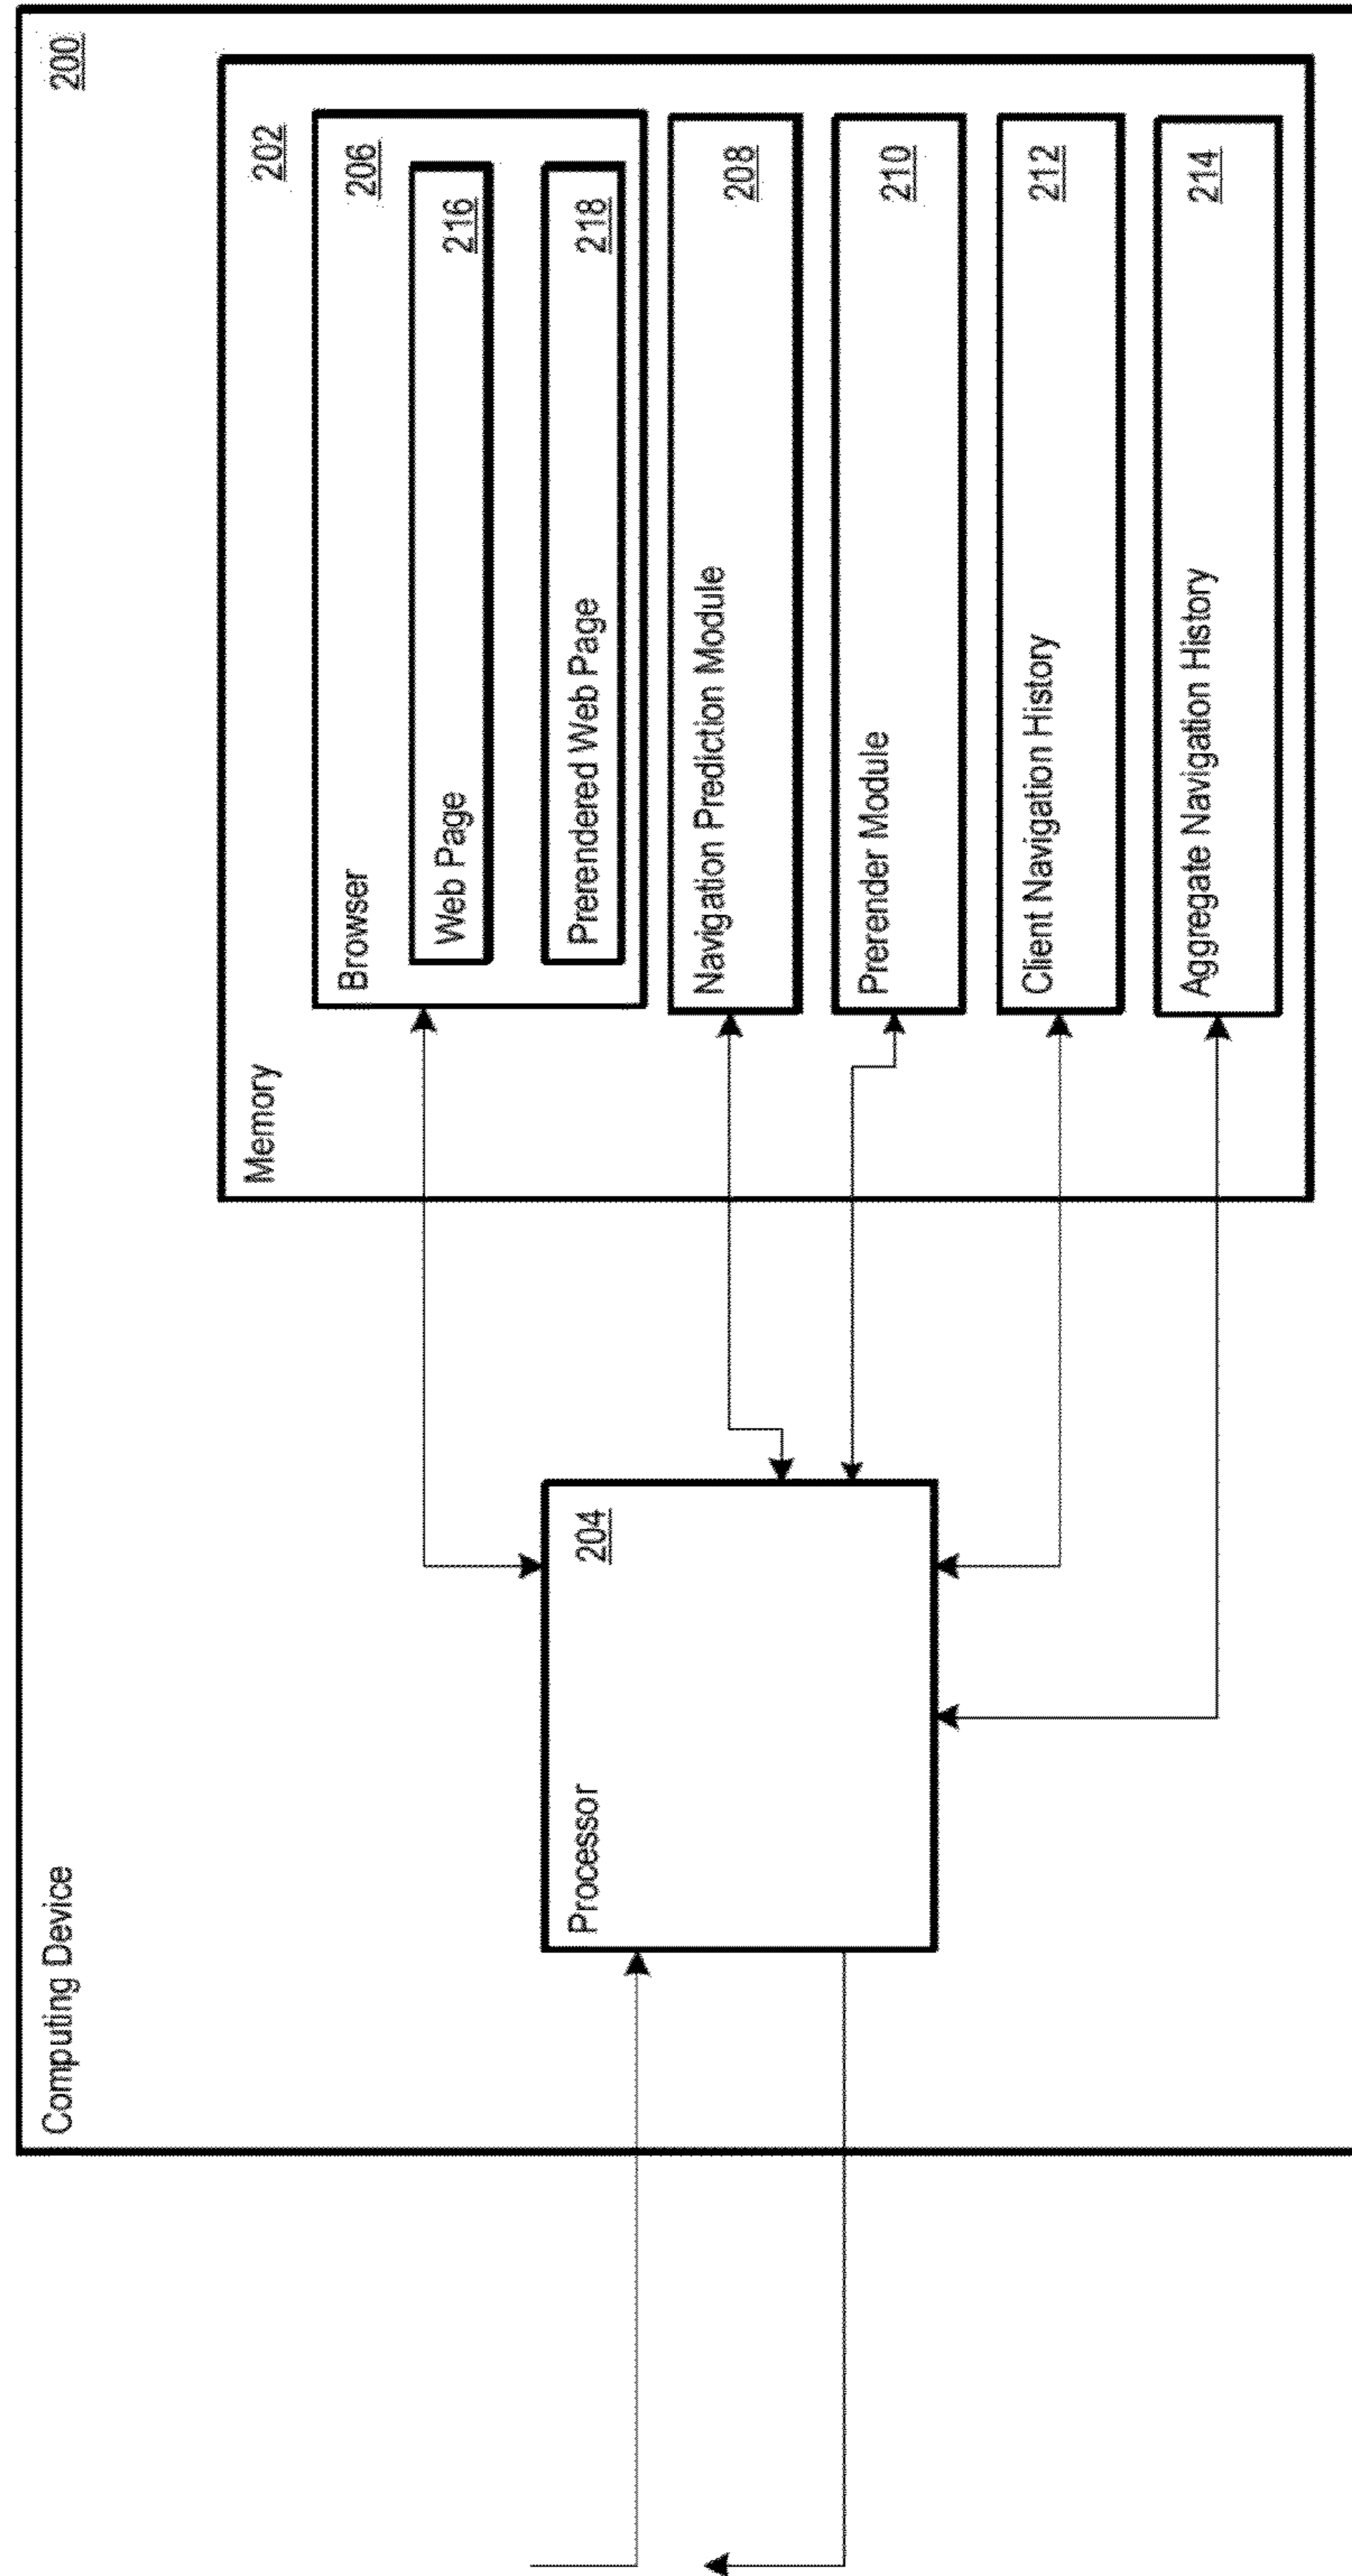 Computing Device
200
Memory
202
Browser
206
Web Page
216
Prerendered Web Page
218
Navigation Prediction Module
208
Prerender Module
210
Client Navigation History
212
Aggregate Navigation History
214
Processor
204